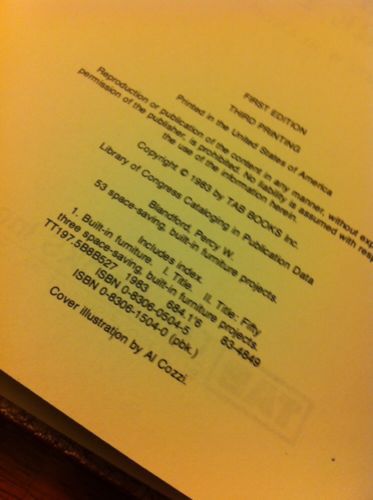 FIRST EDITION
THIRD PRINTING
Printed in the United States of America
Reproduction or publication of the content in any manner, without exp
permission of the publisher, is prohibited. No liability is assumed with resp
the use of the information herein.
Copyright © 1983 by TAB BOOKS Inc.
Library of Congress Cataloging in Publication Data
Blandford, Percy W.
53 space-saving, built-in furniture projects.
Includes index.
1. Built-in furniture. I. Title. II. Title: Fifty
three space-saving, built-in furniture projects.
TT197.5B8B527 1983 684.1'6 83-4849
ISBN 0-8306-0504-5
ISBN 0-8306-1504-0 (pbk.)
Cover illustration by Al Cozzi.